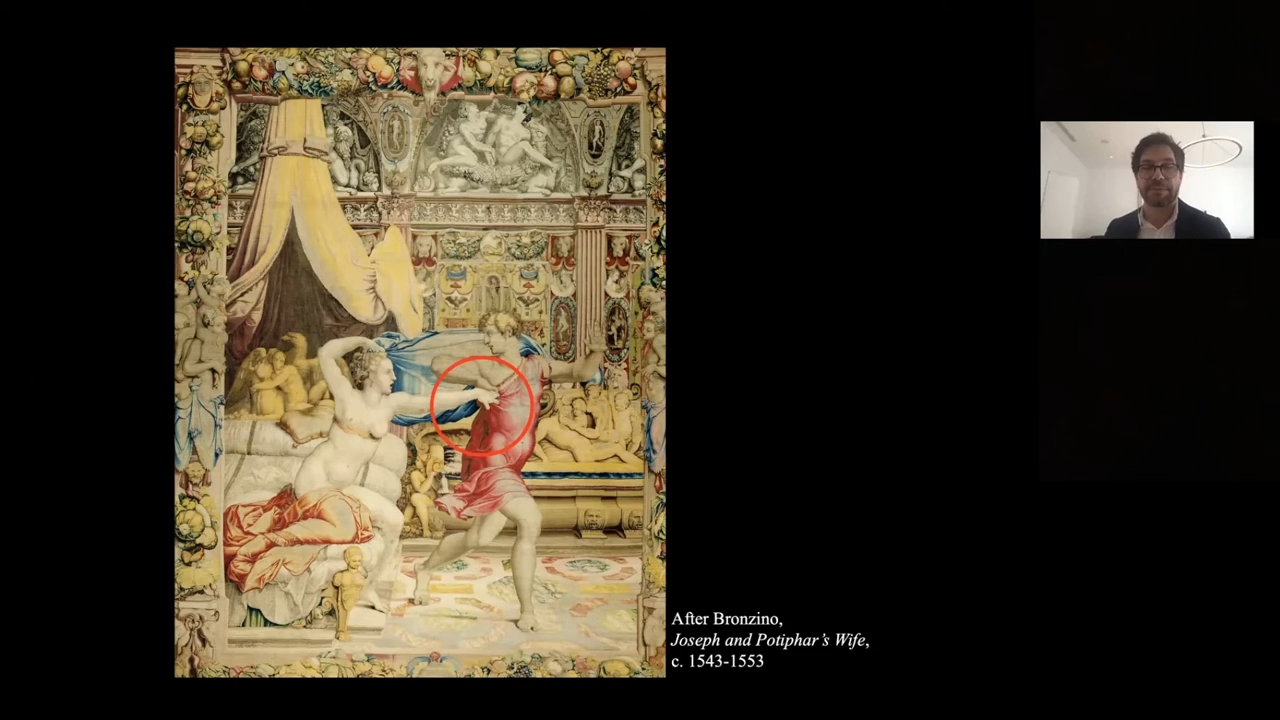 After Bronzino,
Joseph and Potiphar’s Wife,
c. 1543-1553